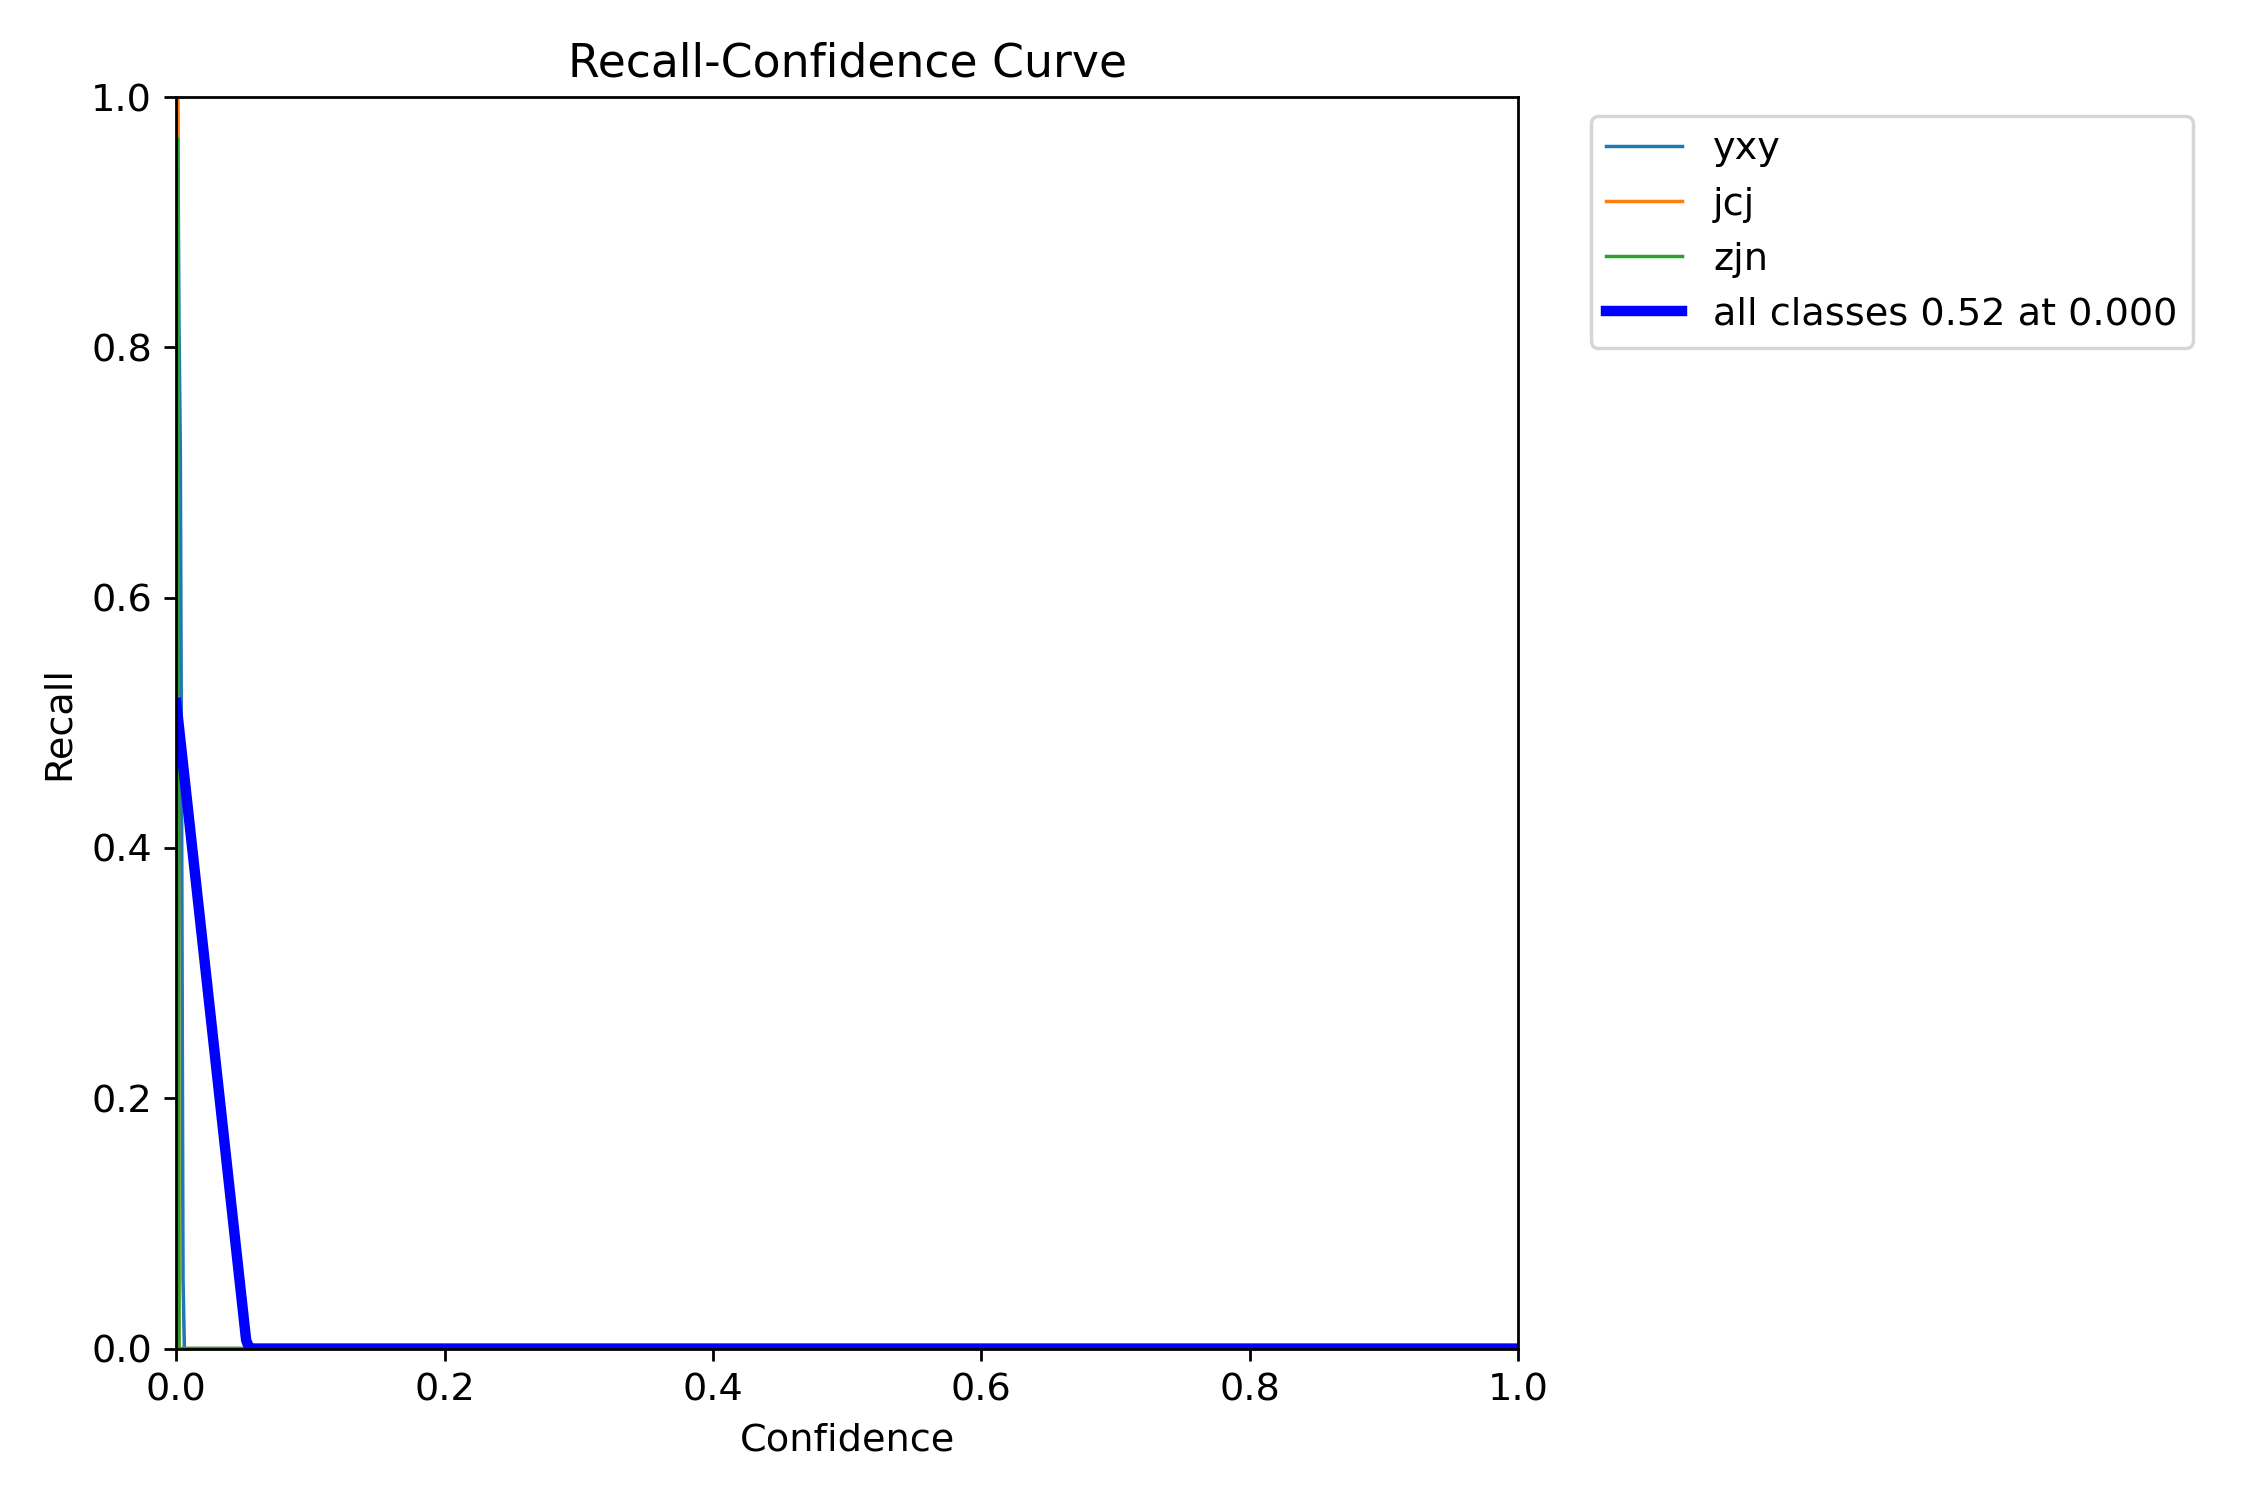 Recall-Confidence Curve
1.0
0.8
0.6
0.4
0.2
0.0
Recall
0.0 0.2 0.4 0.6 0.8 1.0
Confidence
yxy
jcj
zjn
all classes 0.52 at 0.000